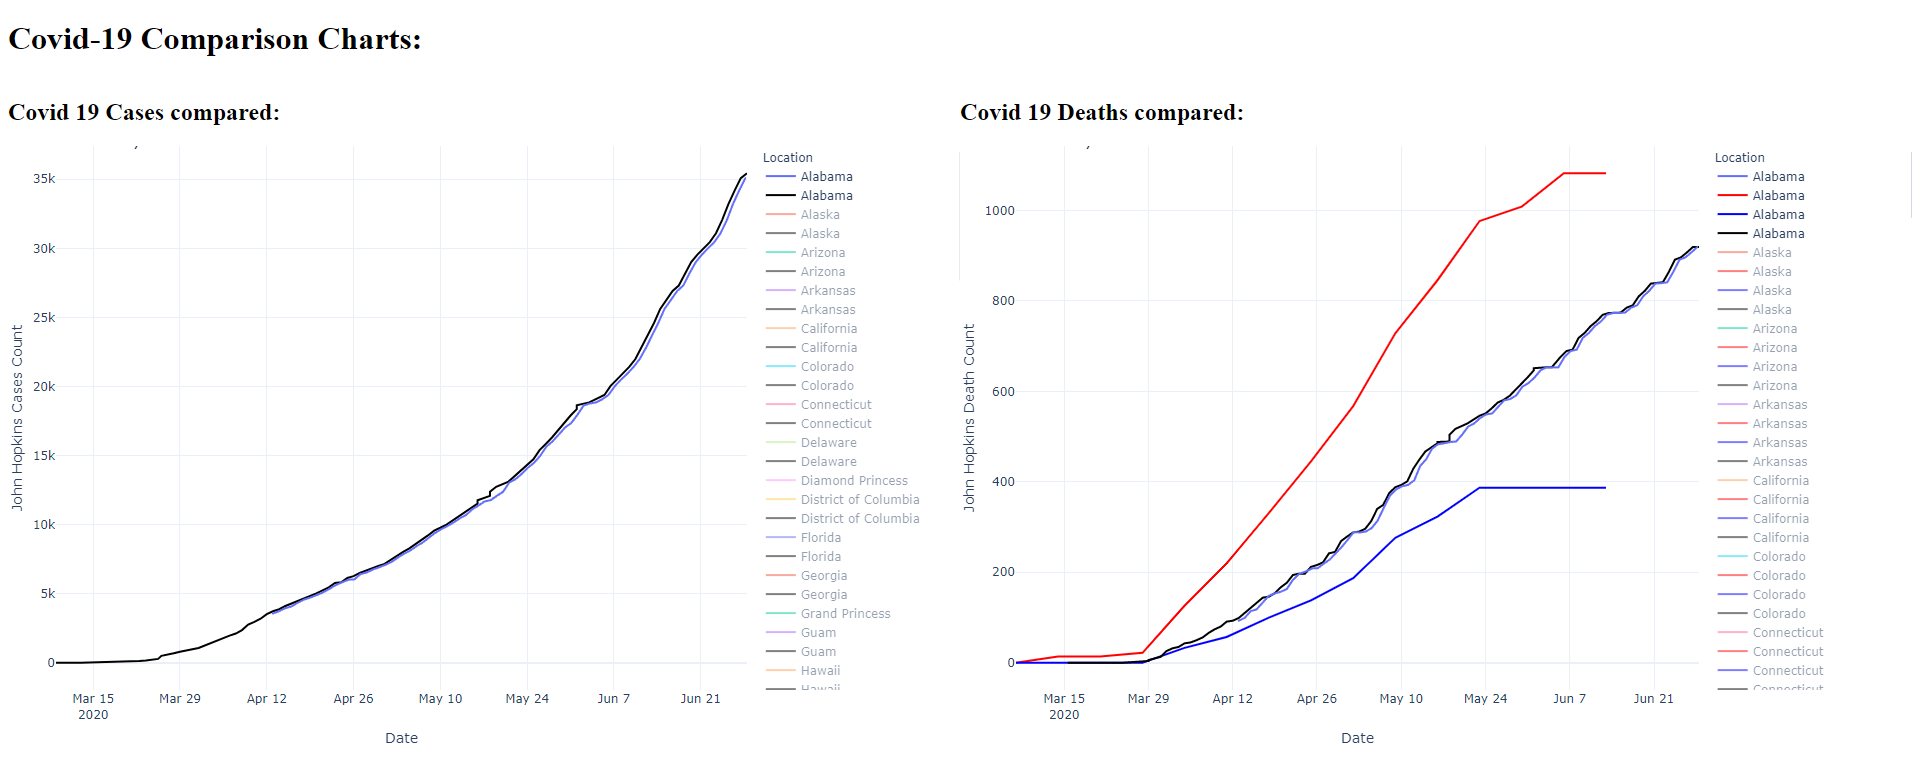 Covid-19 Comparison Charts:
Covid 19 Cases compared:
35k
30k
25k
20k
15k
10k
5k
0
John Hopkins Cases Count
Mar 15
2020
Mar 29
Apr 12
Apr 26
May 10
May 24
Jun 7
Jun 21
Date
Location
Alabama
Alabama
Alaska
Alaska
Arizona
Arizona
Arkansas
Arkansas
California
California
Colorado
Colorado
Connecticut
Connecticut
Delaware
Delaware
Diamond Princess
District of Columbia
District of Columbia
Florida
Florida
Georgia
Georgia
Grand Princess
Guam
Guam
Hawaii
Hawaii
Covid 19 Deaths compared:
1000
800
600
400
200
0
John Hopkins Death Count
Mar 15
2020
Mar 29
Apr 12
Apr 26
May 10
May 24
Jun 7
Jun 21
Date
Location
Alabama
Alabama
Alabama
Alabama
Alaska
Alaska
Alaska
Alaska
Arizona
Arizona
Arizona
Arizona
Arkansas
Arkansas
Arkansas
Arkansas
California
California
California
California
Colorado
Colorado
Colorado
Colorado
Connecticut
Connecticut
Connecticut
Connecticut